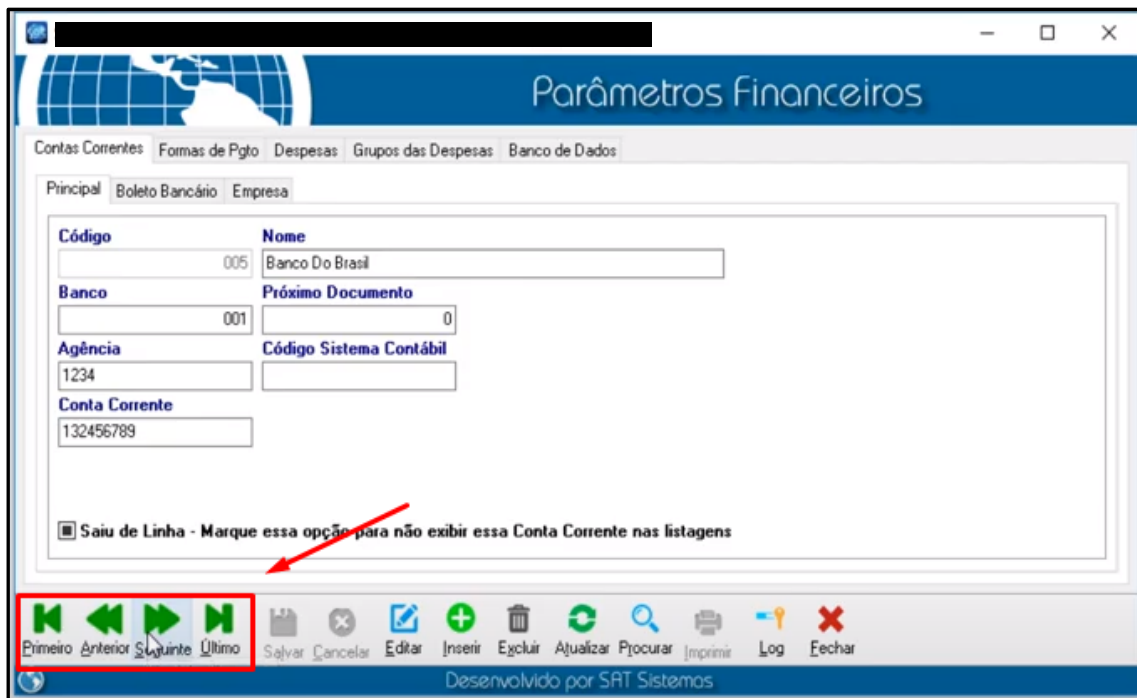 Parâmetros Financeiros
Contas Correntes Formas de Pgto Despesas Grupos das Despesas Banco de Dados
Principal Boleto Bancário Empresa
Código Nome
005 Banco Do Brasil
Banco Próximo Documento
001 0
Agência Código Sistema Contábil
1234
Conta Corrente
132456789
Saiu de Linha - Marque essa opção para não exibir essa Conta Corrente nas listagens
Primeiro Anterior Seguinte Último Salvar Cancelar Editar Inserir Excluir Atualizar Procurar Imprimir Log Fechar
Desenvolvido por SAT Sistemas